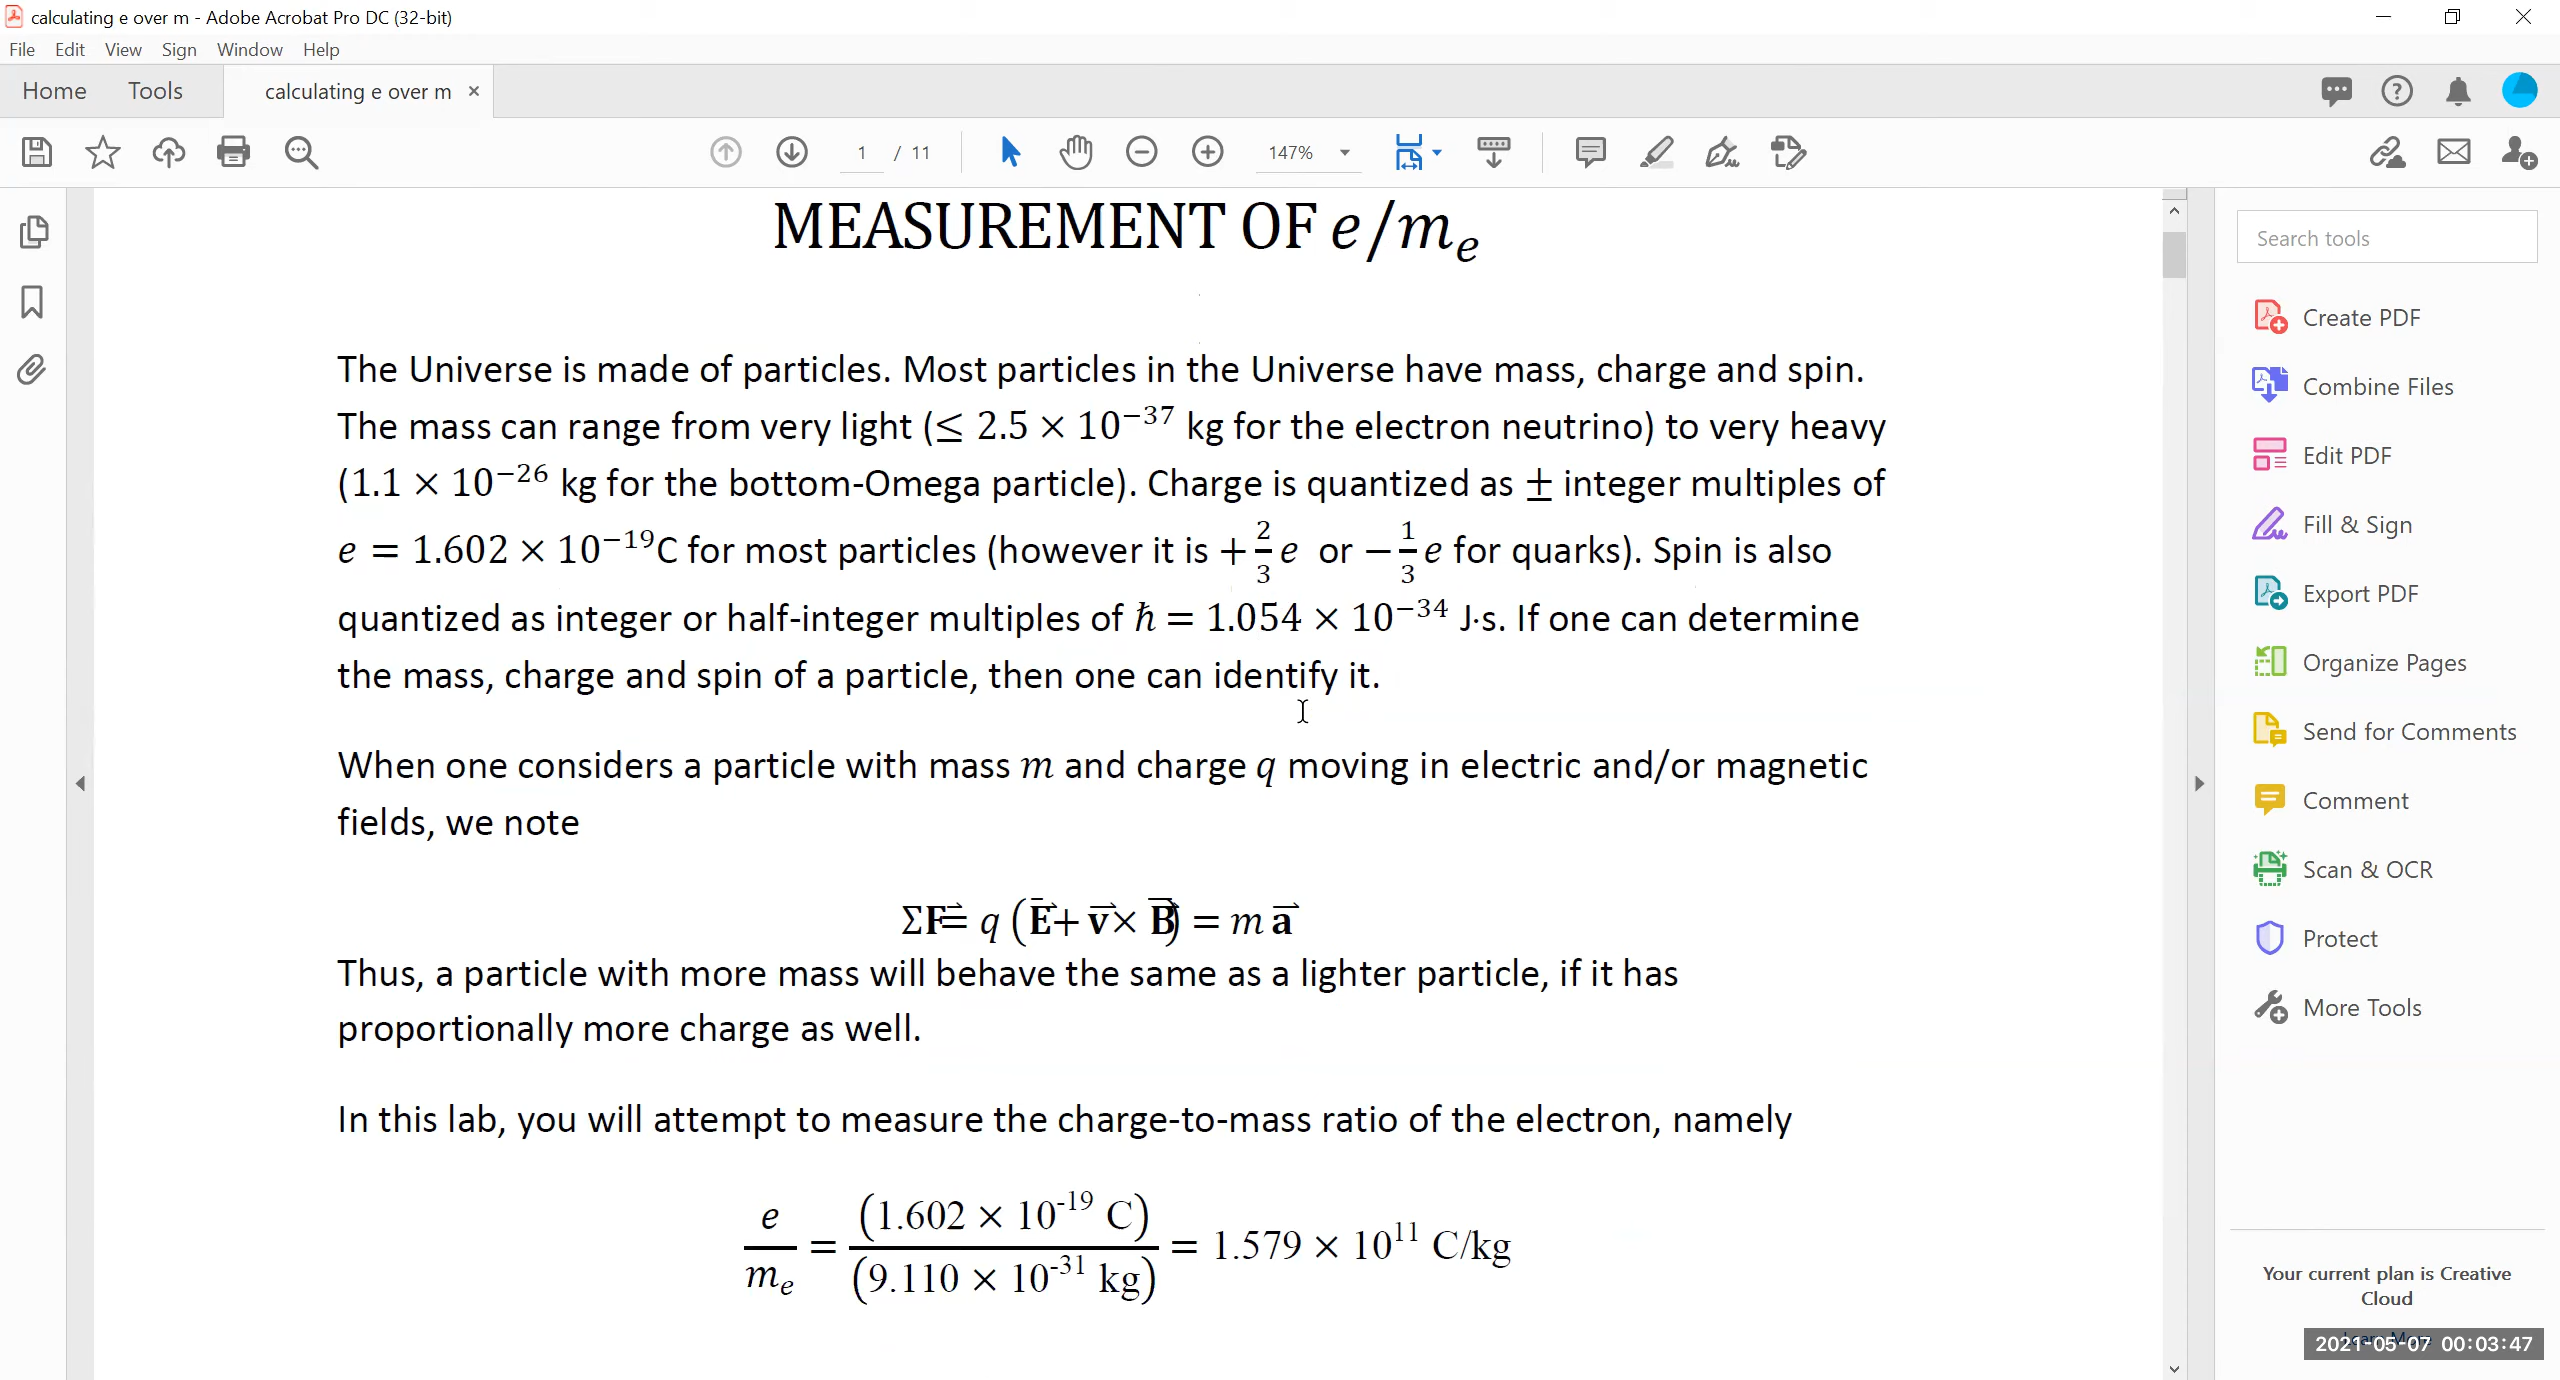 calculating e over m - Adobe Acrobat Pro DC (32-bit)
File Edit View Sign Window Help
Home Tools calculating e over m ×
1 / 11 147%
MEASUREMENT OF e/mₑ
The Universe is made of particles. Most particles in the Universe have mass, charge and spin.
The mass can range from very light (≤ 2.5 × 10⁻³⁷ kg for the electron neutrino) to very heavy
(1.1 × 10⁻²⁶ kg for the bottom-Omega particle). Charge is quantized as ± integer multiples of
e = 1.602 × 10⁻¹⁹C for most particles (however it is +2/3 e or −1/3 e for quarks). Spin is also
quantized as integer or half-integer multiples of ℏ = 1.054 × 10⁻³⁴ J·s. If one can determine
the mass, charge and spin of a particle, then one can identify it.
When one considers a particle with mass m and charge q moving in electric and/or magnetic
fields, we note
ΣF⃗ = q (E⃗ + v⃗ × B⃗) = m a⃗
Thus, a particle with more mass will behave the same as a lighter particle, if it has
proportionally more charge as well.
In this lab, you will attempt to measure the charge-to-mass ratio of the electron, namely
e/mₑ = (1.602 × 10⁻¹⁹ C)/(9.110 × 10⁻³¹ kg) = 1.579 × 10¹¹ C/kg
Search tools
Create PDF
Combine Files
Edit PDF
Fill & Sign
Export PDF
Organize Pages
Send for Comments
Comment
Scan & OCR
Protect
More Tools
Your current plan is Creative
Cloud
2021-05-07 00:03:47